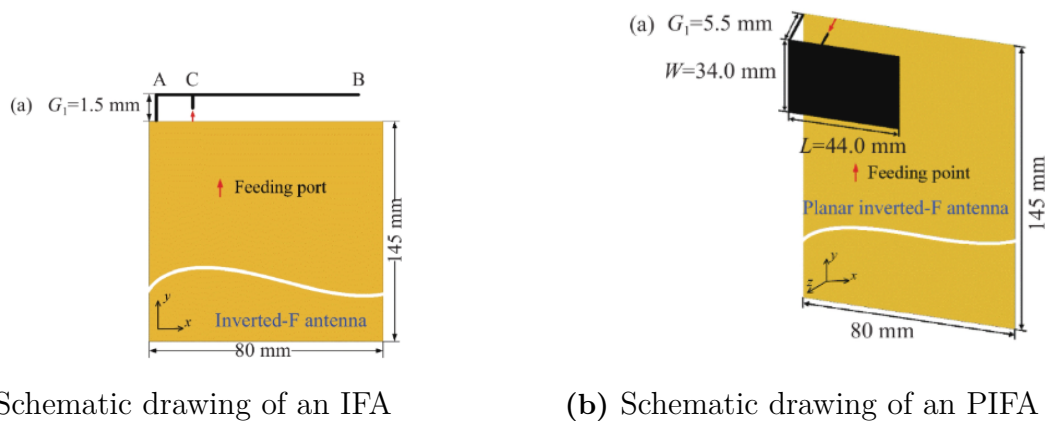 A C B
(a) G₁=1.5 mm
Feeding port
145 mm
y
x
Inverted-F antenna
80 mm
Schematic drawing of an IFA
(a) G₁=5.5 mm
W=34.0 mm
L=44.0 mm
Feeding point
Planar inverted-F antenna
145 mm
y
x
z
80 mm
(b) Schematic drawing of an PIFA